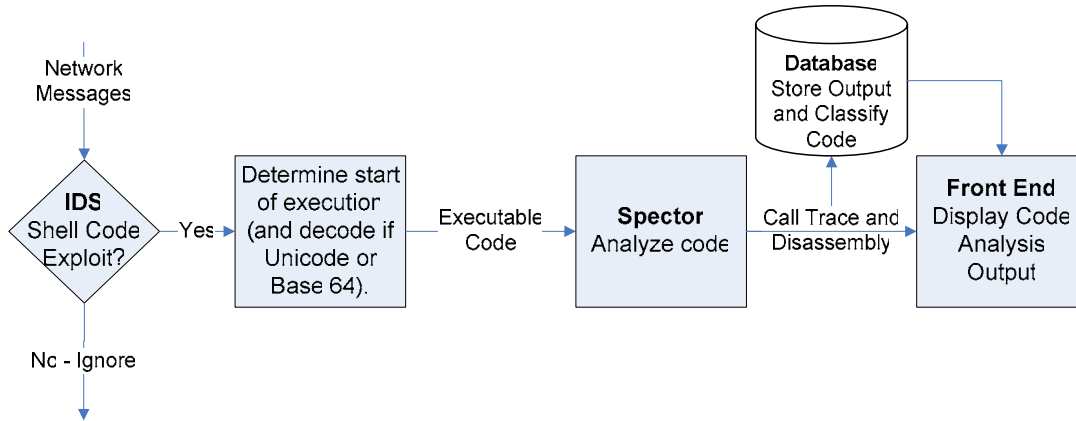 Network
Messages
IDS
Shell Code
Exploit?
Yes
No - Ignore
Determine start
of execution
(and decode if
Unicode or
Base 64).
Executable
Code
Spector
Analyze code
Call Trace and
Disassembly
Database
Store Output
and Classify
Code
Front End
Display Code
Analysis
Output